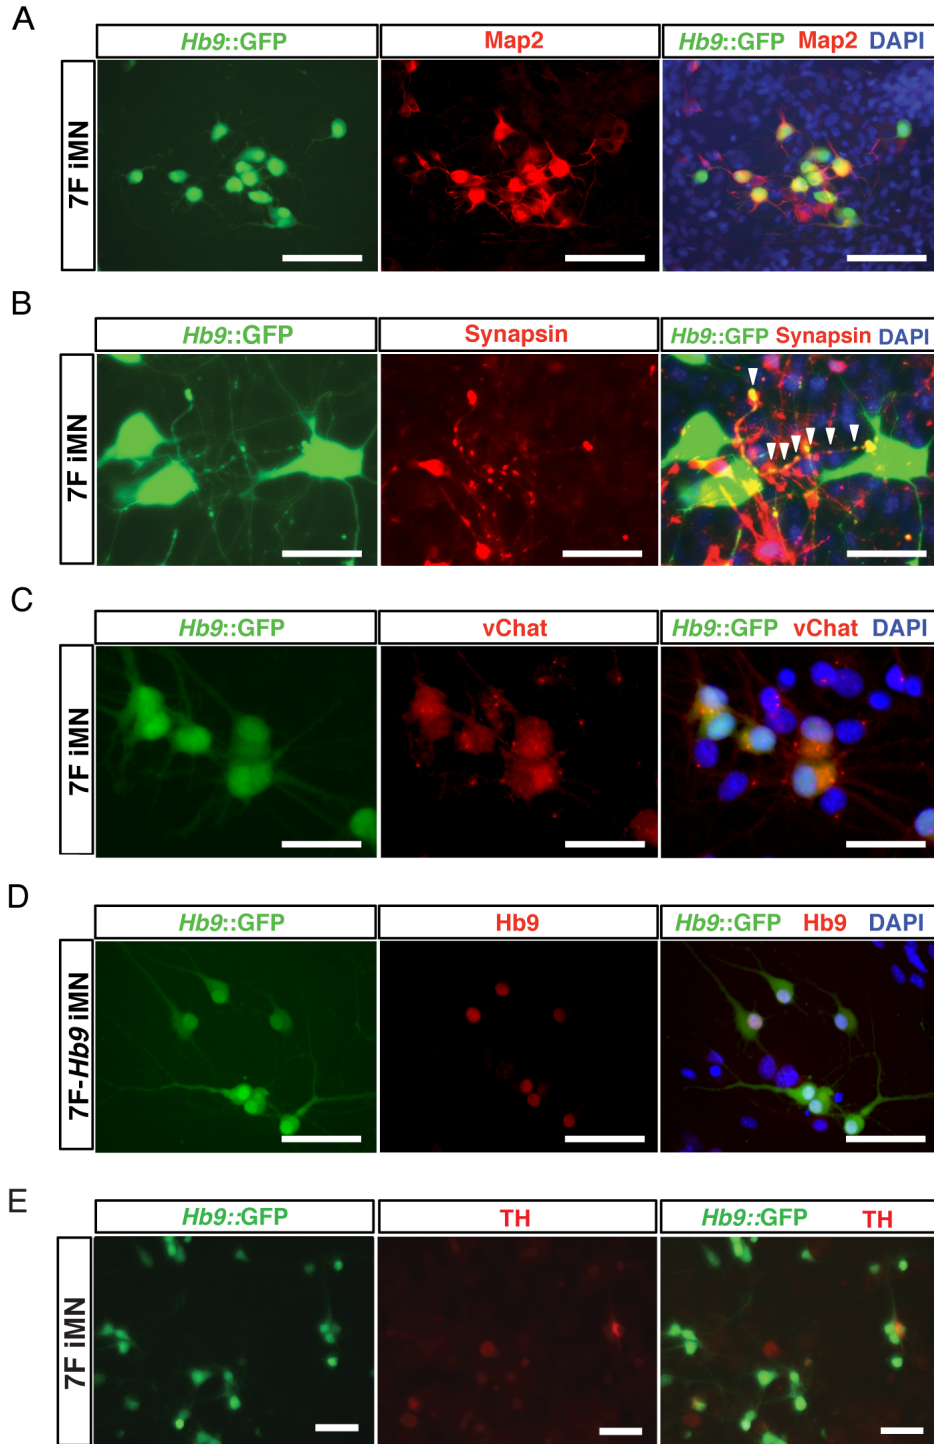 A
Hb9::GFP
Map2
Hb9::GFP Map2 DAPI
7F iMN
B
Hb9::GFP
Synapsin
Hb9::GFP Synapsin DAPI
7F iMN
C
Hb9::GFP
vChat
Hb9::GFP vChat DAPI
7F iMN
D
Hb9::GFP
Hb9
Hb9::GFP Hb9 DAPI
7F-Hb9 iMN
E
Hb9::GFP
TH
Hb9::GFP TH
7F iMN